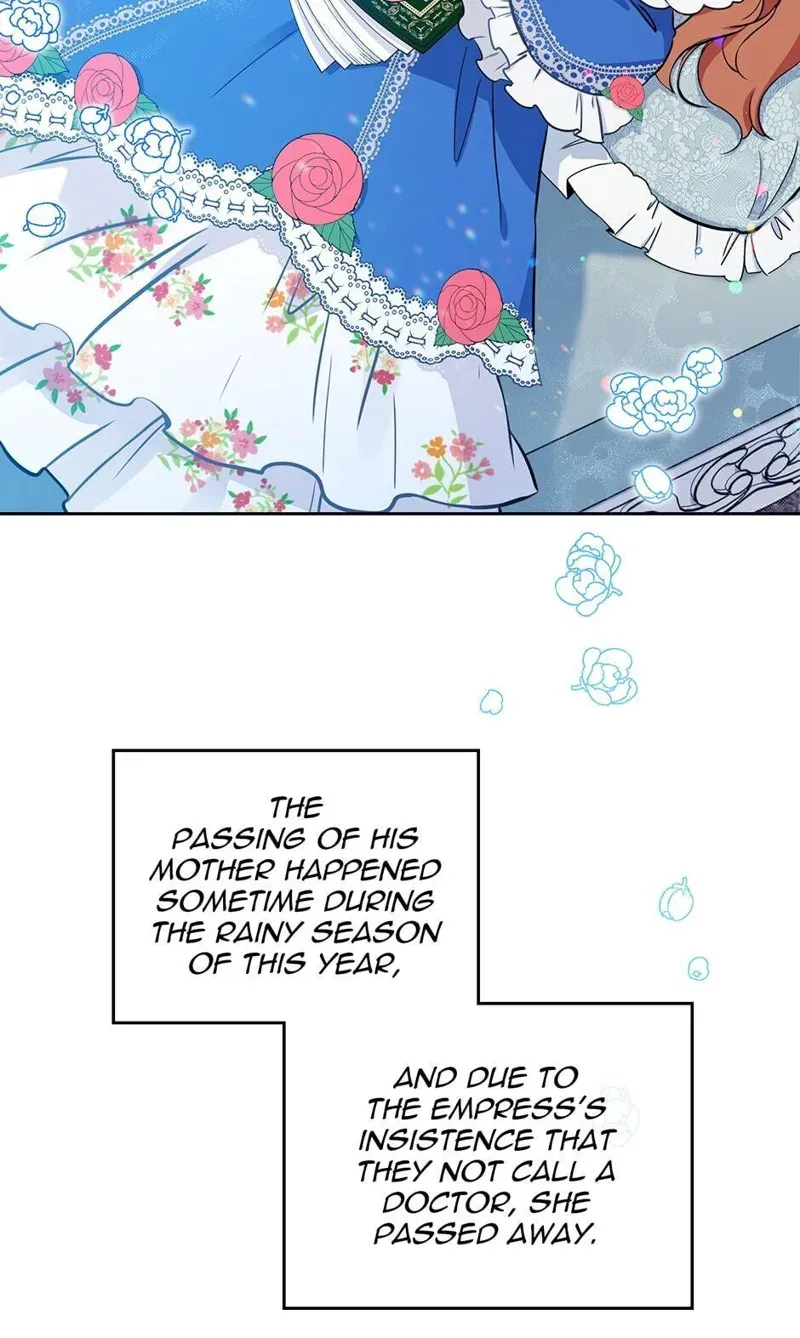 THE
PASSING OF HIS
MOTHER HAPPENED
SOMETIME DURING
THE RAINY SEASON
OF THIS YEAR,
AND DUE TO
THE EMPRESS'S
INSISTENCE THAT
THEY NOT CALL A
DOCTOR, SHE
PASSED AWAY.